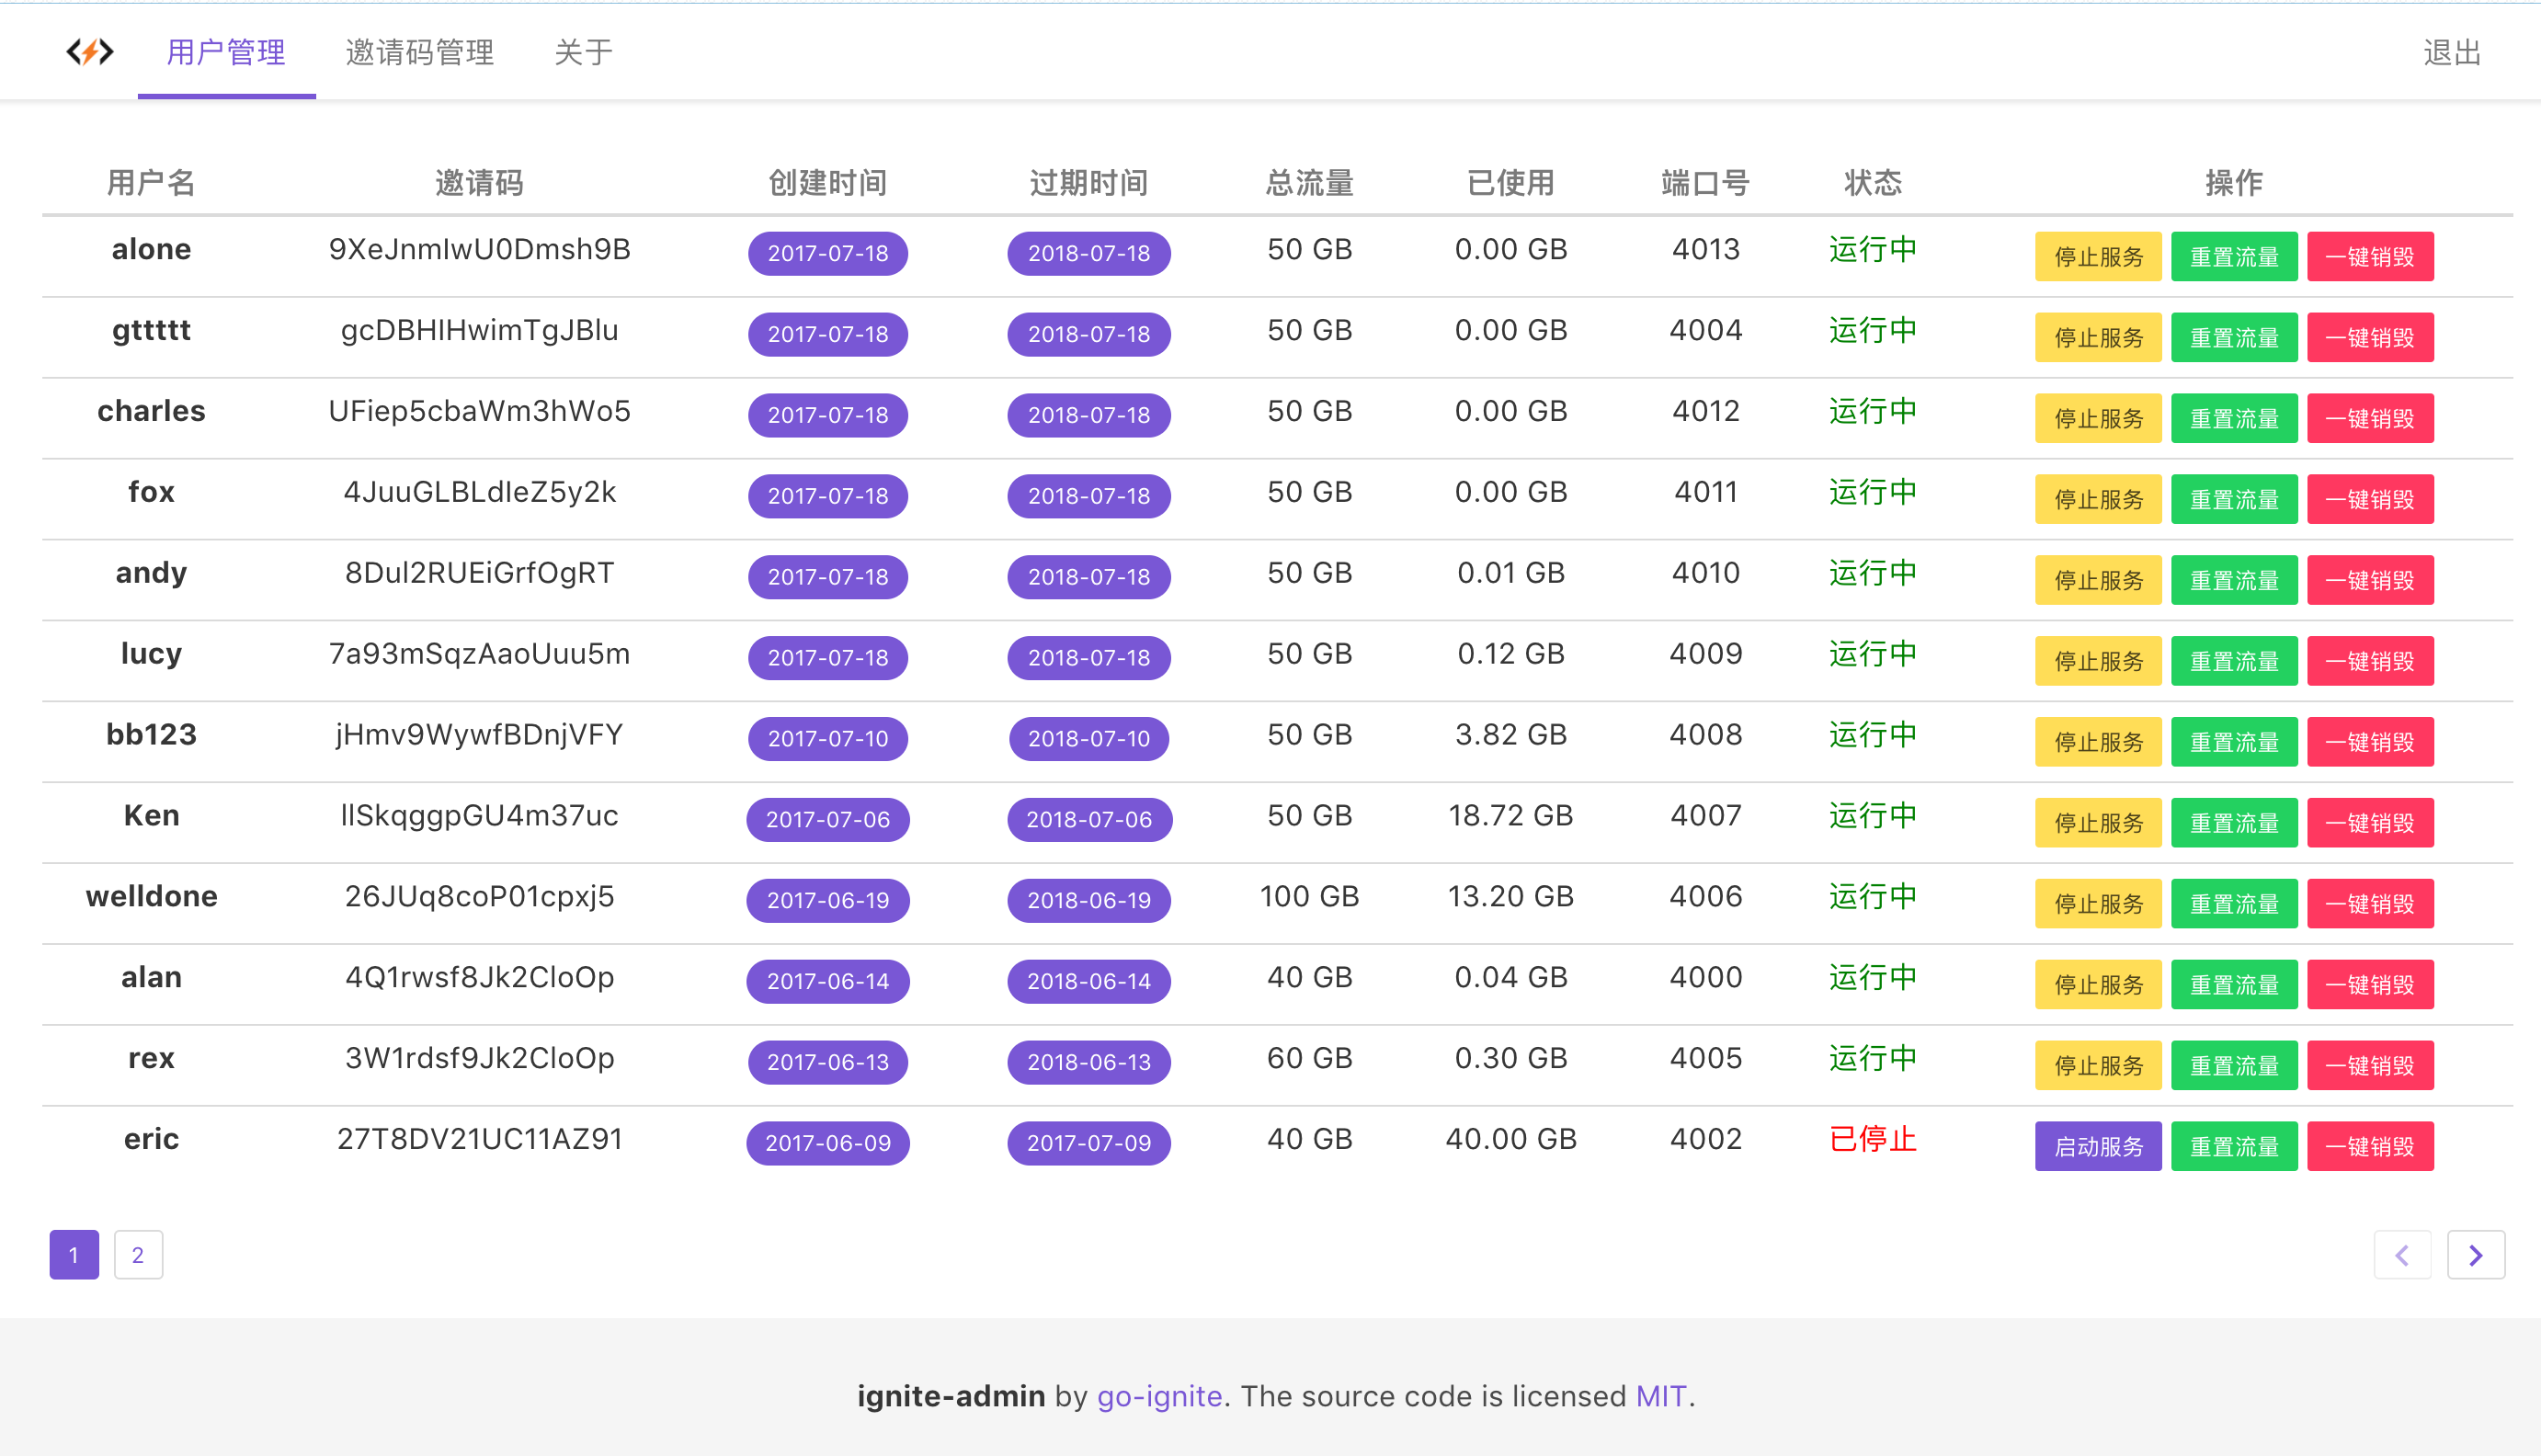 用户管理 邀请码管理 关于 退出
用户名 邀请码 创建时间 过期时间 总流量 已使用 端口号 状态 操作
alone 9XeJnmIwU0Dmsh9B 2017-07-18 2018-07-18 50 GB 0.00 GB 4013 运行中 停止服务 重置流量 一键销毁
gttttt gcDBHIHwimTgJBlu 2017-07-18 2018-07-18 50 GB 0.00 GB 4004 运行中 停止服务 重置流量 一键销毁
charles UFiep5cbaWm3hWo5 2017-07-18 2018-07-18 50 GB 0.00 GB 4012 运行中 停止服务 重置流量 一键销毁
fox 4JuuGLBLdIeZ5y2k 2017-07-18 2018-07-18 50 GB 0.00 GB 4011 运行中 停止服务 重置流量 一键销毁
andy 8Dul2RUEiGrfOgRT 2017-07-18 2018-07-18 50 GB 0.01 GB 4010 运行中 停止服务 重置流量 一键销毁
lucy 7a93mSqzAaoUuu5m 2017-07-18 2018-07-18 50 GB 0.12 GB 4009 运行中 停止服务 重置流量 一键销毁
bb123 jHmv9WywfBDnjVFY 2017-07-10 2018-07-10 50 GB 3.82 GB 4008 运行中 停止服务 重置流量 一键销毁
Ken llSkqggpGU4m37uc 2017-07-06 2018-07-06 50 GB 18.72 GB 4007 运行中 停止服务 重置流量 一键销毁
welldone 26JUq8coP01cpxj5 2017-06-19 2018-06-19 100 GB 13.20 GB 4006 运行中 停止服务 重置流量 一键销毁
alan 4Q1rwsf8Jk2CloOp 2017-06-14 2018-06-14 40 GB 0.04 GB 4000 运行中 停止服务 重置流量 一键销毁
rex 3W1rdsf9Jk2CloOp 2017-06-13 2018-06-13 60 GB 0.30 GB 4005 运行中 停止服务 重置流量 一键销毁
eric 27T8DV21UC11AZ91 2017-06-09 2017-07-09 40 GB 40.00 GB 4002 已停止 启动服务 重置流量 一键销毁
1 2
ignite-admin by go-ignite. The source code is licensed MIT.